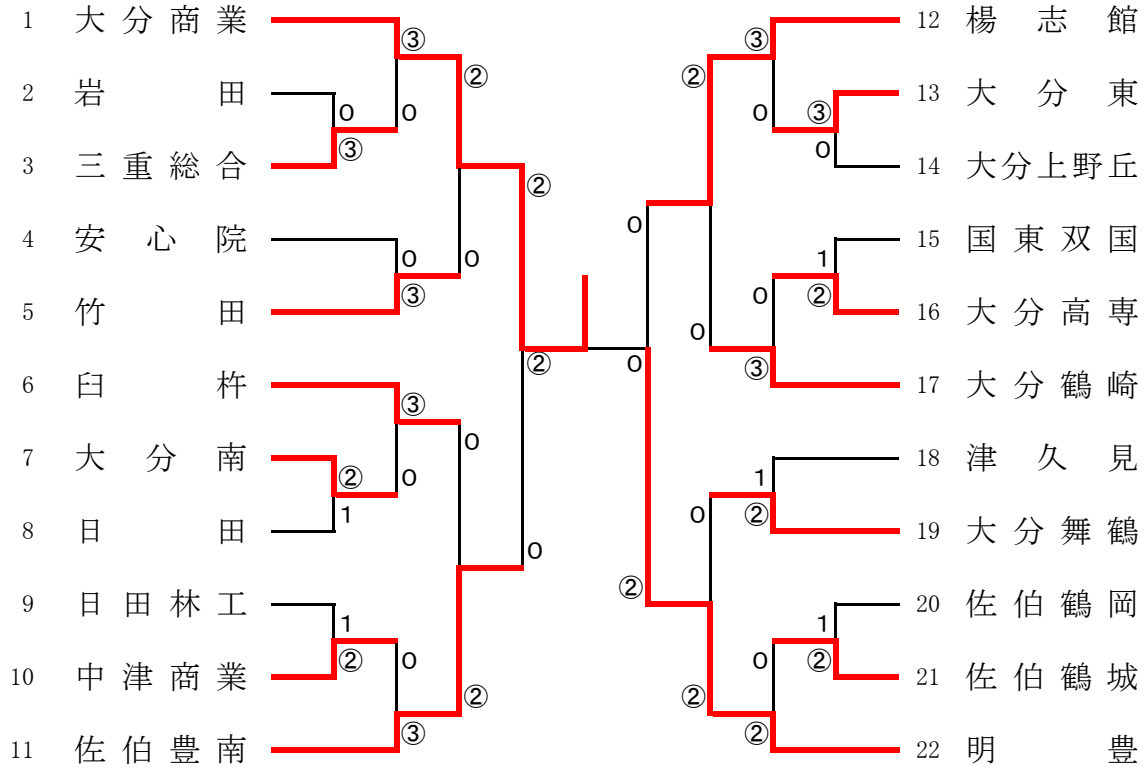 1 大分商業
③
②
2 岩田
0
0
③
3 三重総合
②
4 安心院
0
0
③
5 竹田
②
6 臼杵
③
0
7 大分南
②
0
1
8 日田
0
9 日田林工
1
②
0
10 中津商業
②
③
11 佐伯豊南
12 楊志館
③
②
13 大分東
③
0
0
14 大分上野丘
0
15 国東双国
1
②
0
16 大分高専
0
0
③
17 大分鶴崎
18 津久見
1
②
0
19 大分舞鶴
②
20 佐伯鶴岡
1
②
0
21 佐伯鶴城
②
②
22 明豊